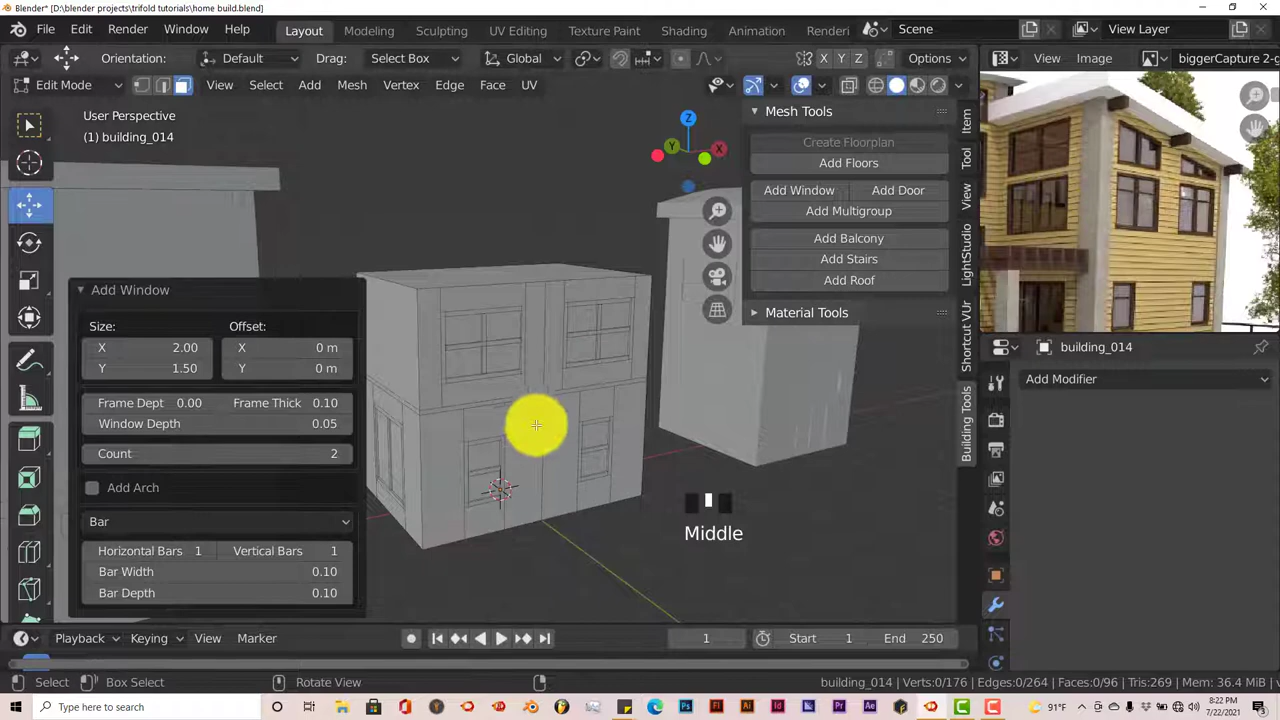 Blender* [D:\blender projects\trifold tutorials\home build.blend]
File Edit Render Window Help Layout Modeling Sculpting UV Editing Texture Paint Shading Animation Renderi Scene View Layer
Orientation: Default Drag: Select Box Global X Y Z Options View Image biggerCapture 2-g
Edit Mode View Select Add Mesh Vertex Edge Face UV
User Perspective
(1) building_014
Z
Y
X
Mesh Tools
Create Floorplan
Add Floors
Add Window Add Door
Add Multigroup
Add Balcony
Add Stairs
Add Roof
Material Tools
Item
Tool
View
LightStudio
Shortcut VUr
Building Tools
Add Window
Size: Offset:
X 2.00 X 0 m
Y 1.50 Y 0 m
Frame Dept 0.00 Frame Thick 0.10
Window Depth 0.05
Count 2
Add Arch
Bar
Horizontal Bars 1 Vertical Bars 1
Bar Width 0.10
Bar Depth 0.10
Middle
building_014
Add Modifier
Playback Keying View Marker 1 Start 1 End 250
Select Box Select Rotate View building_014 | Verts:0/176 | Edges:0/264 | Faces:0/96 | Tris:269 | Mem: 36.4 MiB | v
Type here to search 91°F 8:22 PM
7/22/2021